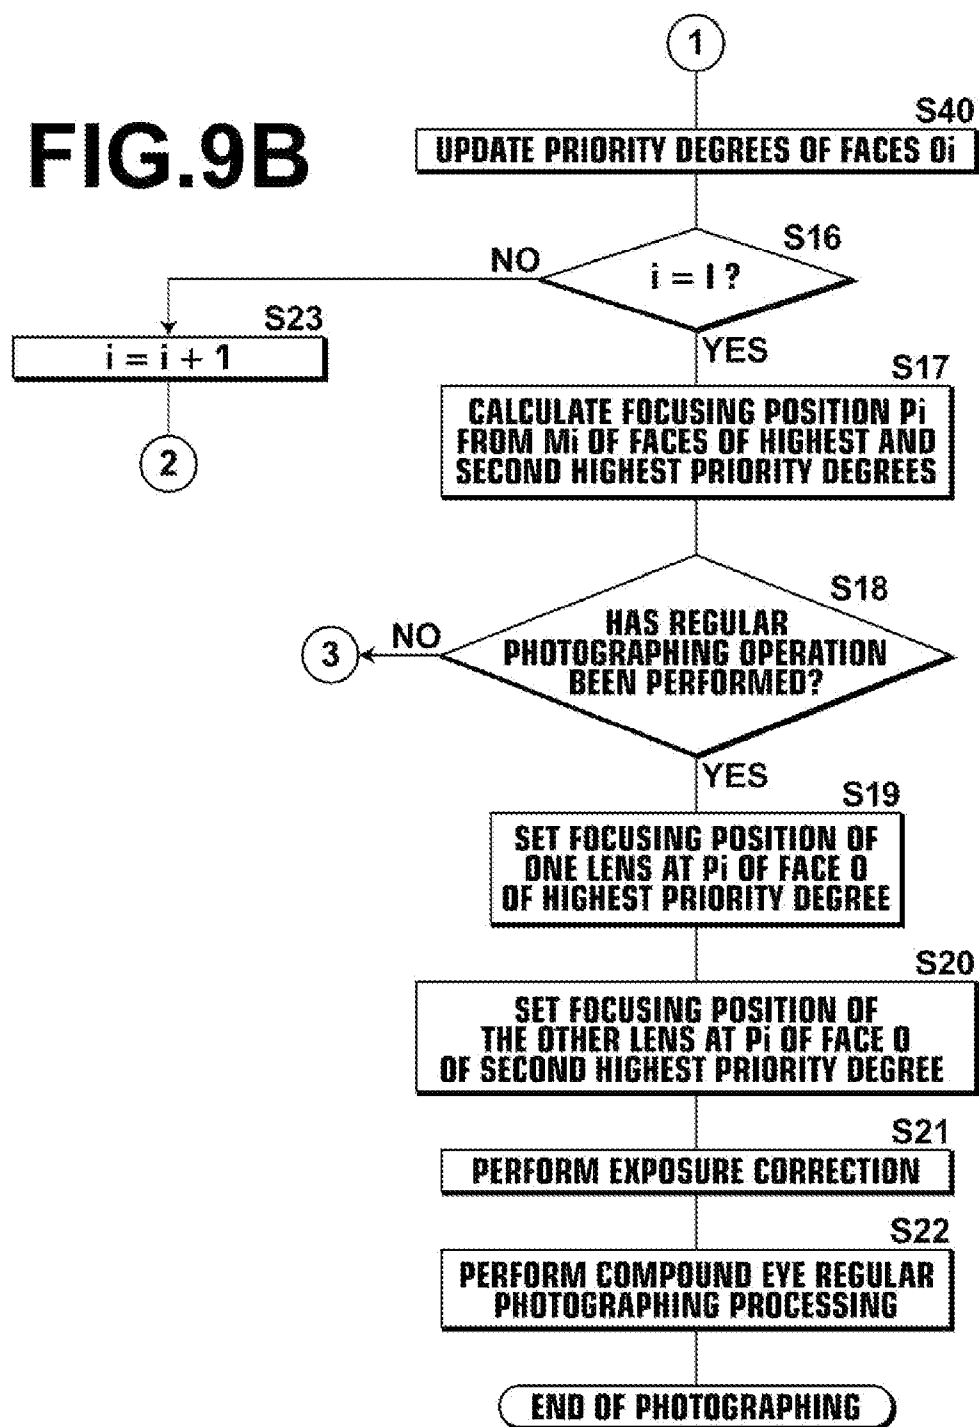 1
FIG.9B
S40
UPDATE PRIORITY DEGREES OF FACES Oi
S16
NO
i = I ?
S23
i = i + 1
YES
2
S17
CALCULATE FOCUSING POSITION Pi
FROM Mi OF FACES OF HIGHEST AND
SECOND HIGHEST PRIORITY DEGREES
S18
3
NO
HAS REGULAR
PHOTOGRAPHING OPERATION
BEEN PERFORMED?
YES
S19
SET FOCUSING POSITION OF
ONE LENS AT Pi OF FACE O
OF HIGHEST PRIORITY DEGREE
S20
SET FOCUSING POSITION OF
THE OTHER LENS AT Pi OF FACE O
OF SECOND HIGHEST PRIORITY DEGREE
S21
PERFORM EXPOSURE CORRECTION
S22
PERFORM COMPOUND EYE REGULAR
PHOTOGRAPHING PROCESSING
END OF PHOTOGRAPHING